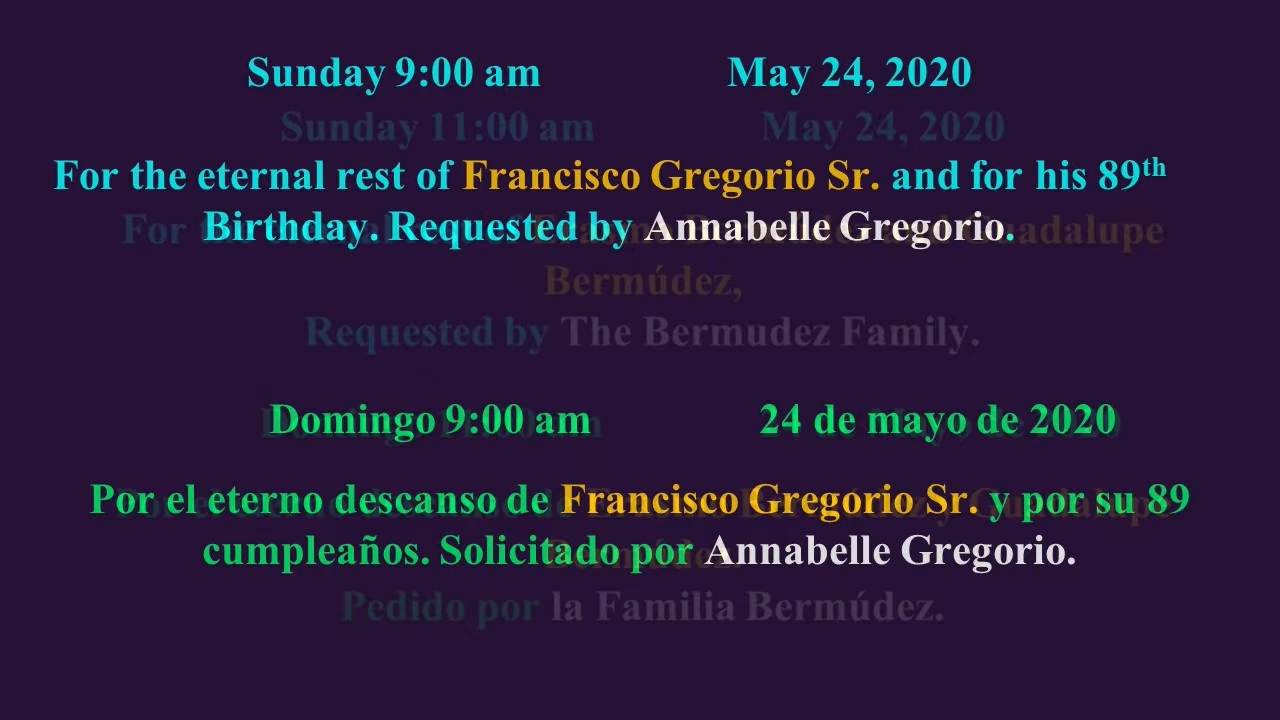 Sunday 9:00 am May 24, 2020
Sunday 11:00 am May 24, 2020
For the eternal rest of Francisco Gregorio Sr. and for his 89th
Birthday. Requested by Annabelle Gregorio.
For Guadalupe
Bermúdez,
Requested by The Bermudez Family.
Domingo 9:00 am 24 de mayo de 2020
Por el eterno descanso de Francisco Gregorio Sr. y por su 89
cumpleaños. Solicitado por Annabelle Gregorio.
Pedido por la Familia Bermúdez.